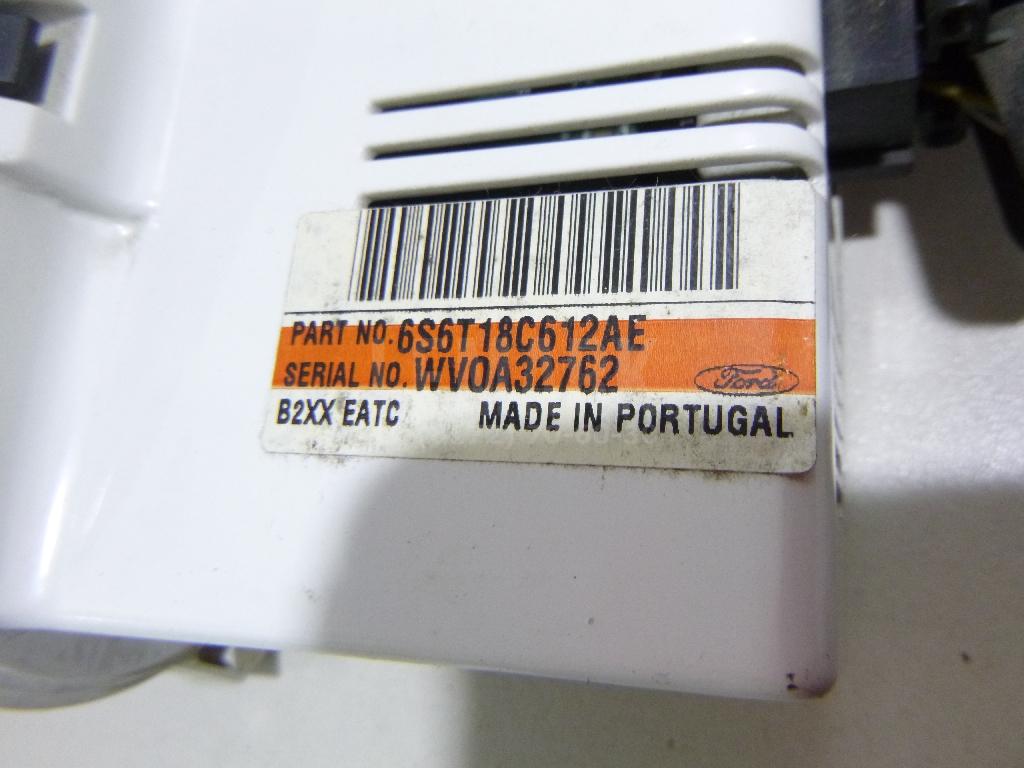 PART NO. 6S6T18C612AE
SERIAL NO. WV0A32762
Ford
B2XX EATC MADE IN PORTUGAL